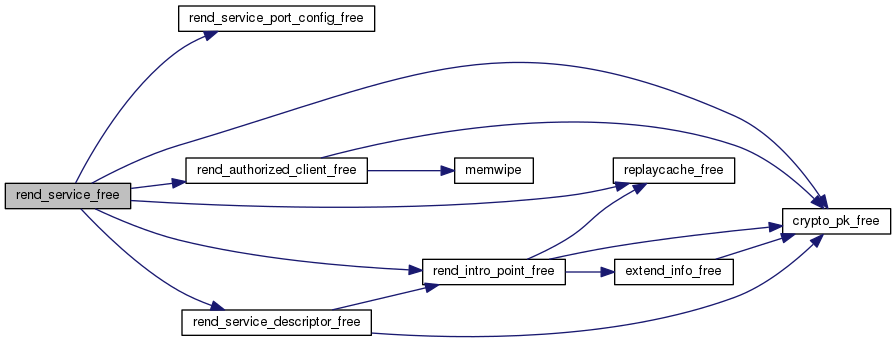 rend_service_port_config_free
rend_authorized_client_free
memwipe
replaycache_free
rend_service_free
crypto_pk_free
rend_intro_point_free
extend_info_free
rend_service_descriptor_free